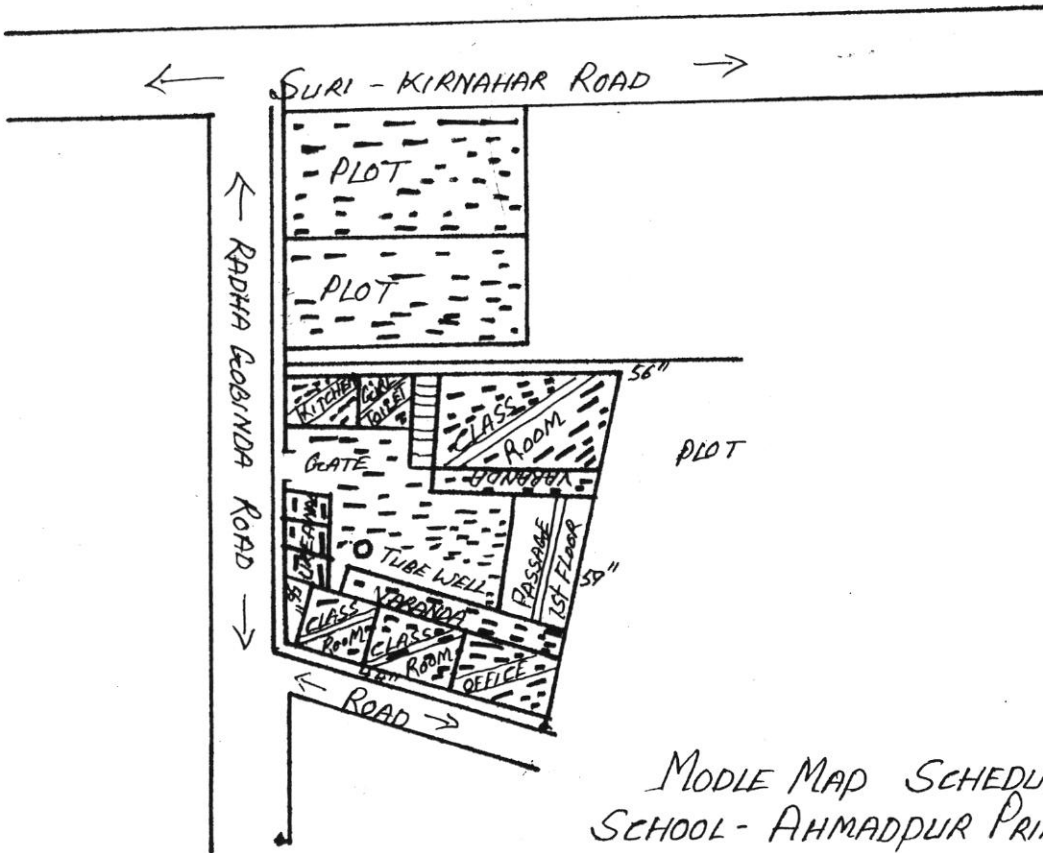 SURI - KIRNAHAR ROAD
PLOT
PLOT
RADHA GOBINDA ROAD
56"
KITCHEN
GIRL
TOILET
CLASS
ROOM
PLOT
GATE
VARANDA
TUBE WELL
PASSAGE
1St FLOOR
VARANDA
CLASS
ROOM
CLASS
ROOM
OFFICE
ROAD
MODLE MAP SCHEDU
SCHOOL - AHMADPUR PRI